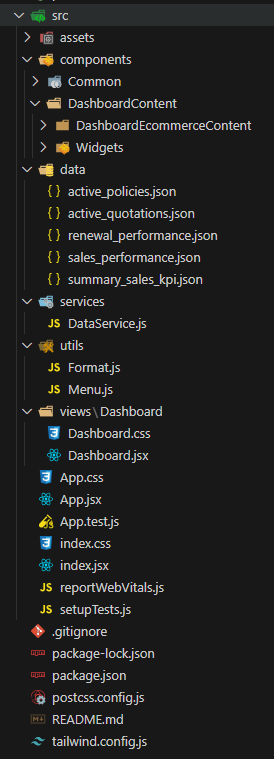 src
assets
components
Common
DashboardContent
DashboardEcommerceContent
Widgets
data
{ } active_policies.json
{ } active_quotations.json
{ } renewal_performance.json
{ } sales_performance.json
{ } summary_sales_kpi.json
services
JS DataService.js
utils
JS Format.js
JS Menu.js
views\Dashboard
Dashboard.css
Dashboard.jsx
App.css
App.jsx
App.test.js
index.css
index.jsx
JS reportWebVitals.js
JS setupTests.js
.gitignore
package-lock.json
package.json
postcss.config.js
README.md
tailwind.config.js